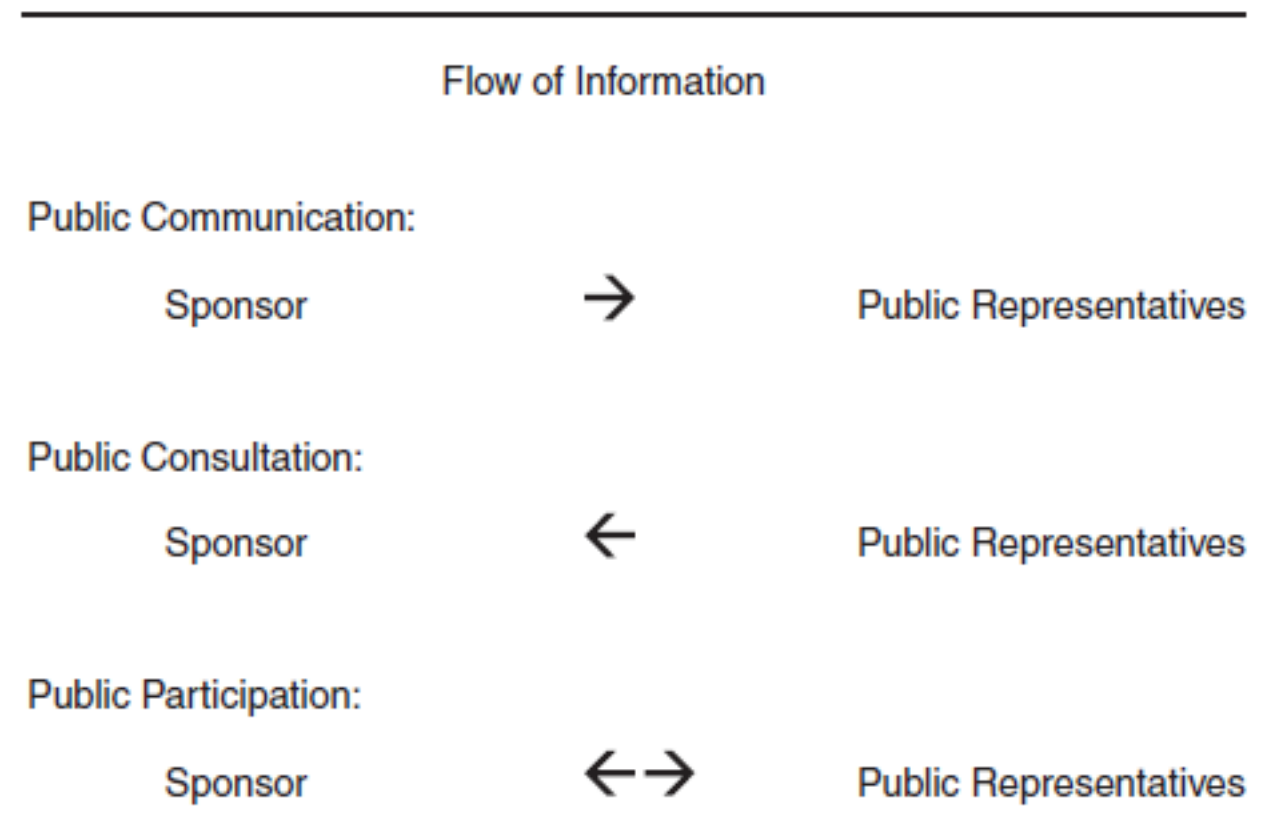 Flow of Information
Public Communication:
Sponsor → Public Representatives
Public Consultation:
Sponsor ← Public Representatives
Public Participation:
Sponsor ←→ Public Representatives